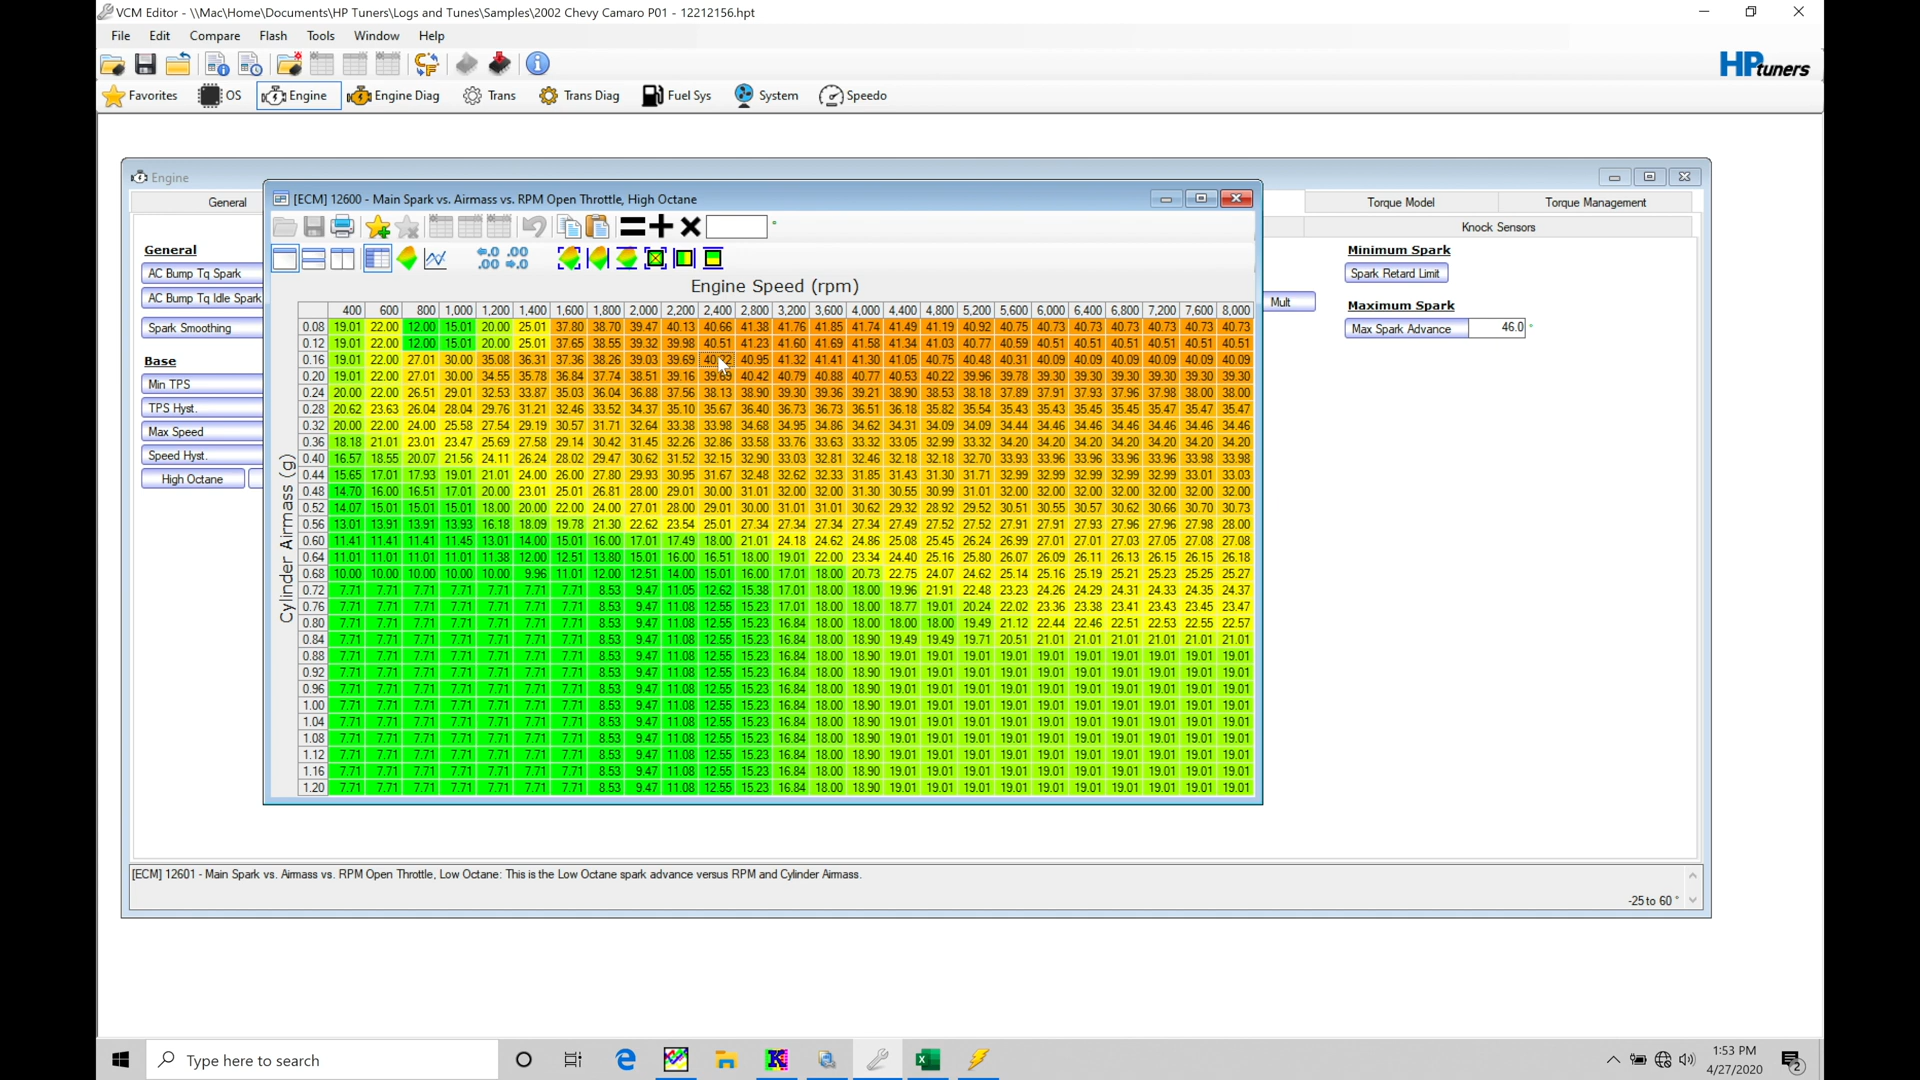 VCM Editor - \\Mac\Home\Documents\HP Tuners\Logs and Tunes\Samples\2002 Chevy Camaro P01 - 12212156.hpt
File Edit Compare Flash Tools Window Help
HPtuners
Favorites OS Engine Engine Diag Trans Trans Diag Fuel Sys System Speedo
Engine
General Torque Model Torque Management
Knock Sensors
General
AC Bump Tq Spark
AC Bump Tq Idle Spark
Spark Smoothing
Base
Min TPS
TPS Hyst.
Max Speed
Speed Hyst.
High Octane
[ECM] 12600 - Main Spark vs. Airmass vs. RPM Open Throttle, High Octane
Engine Speed (rpm)
Cylinder Airmass (g)
400 600 800 1,000 1,200 1,400 1,600 1,800 2,000 2,200 2,400 2,800 3,200 3,600 4,000 4,400 4,800 5,200 5,600 6,000 6,400 6,800 7,200 7,600 8,000
0.08 19.01 22.00 12.00 15.01 20.00 25.01 37.80 38.70 39.47 40.13 40.66 41.38 41.76 41.85 41.74 41.49 41.19 40.92 40.75 40.73 40.73 40.73 40.73 40.73 40.73
0.12 19.01 22.00 12.00 15.01 20.00 25.01 37.65 38.55 39.32 39.98 40.51 41.23 41.60 41.69 41.58 41.34 41.03 40.77 40.59 40.51 40.51 40.51 40.51 40.51 40.51
0.16 19.01 22.00 27.01 30.00 35.08 36.31 37.36 38.26 39.03 39.69 40.95 41.32 41.41 41.30 41.05 40.75 40.48 40.31 40.09 40.09 40.09 40.09 40.09 40.09
0.20 19.01 22.00 27.01 30.00 34.55 35.78 36.84 37.74 38.51 39.16 40.42 40.79 40.88 40.77 40.53 40.22 39.96 39.78 39.30 39.30 39.30 39.30 39.30 39.30
0.24 20.00 22.00 26.51 29.01 32.53 33.87 35.03 36.04 36.88 37.56 38.13 38.90 39.30 39.36 39.21 38.90 38.53 38.18 37.89 37.91 37.93 37.96 37.98 38.00 38.00
0.28 20.62 23.63 26.04 28.04 29.76 31.21 32.46 33.52 34.37 35.10 35.67 36.40 36.73 36.73 36.51 36.18 35.82 35.54 35.43 35.43 35.45 35.45 35.47 35.47 35.47
0.32 20.00 22.00 24.00 25.58 27.54 29.19 30.57 31.71 32.64 33.38 33.98 34.68 34.95 34.86 34.62 34.31 34.09 34.09 34.44 34.46 34.46 34.46 34.46 34.46 34.46
0.36 18.18 21.01 23.01 23.47 25.69 27.58 29.14 30.42 31.45 32.26 32.86 33.58 33.76 33.63 33.32 33.05 32.99 33.32 34.20 34.20 34.20 34.20 34.20 34.20 34.20
0.40 16.57 18.55 20.07 21.56 24.11 26.24 28.02 29.47 30.62 31.52 32.15 32.90 33.03 32.81 32.46 32.18 32.18 32.70 33.93 33.96 33.96 33.96 33.96 33.98 33.98
0.44 15.65 17.01 17.93 19.01 21.01 24.00 26.00 27.80 29.93 30.95 31.67 32.48 32.62 32.33 31.85 31.43 31.30 31.71 32.99 32.99 32.99 32.99 32.99 33.01 33.03
0.48 14.70 16.00 16.51 17.01 20.00 23.01 25.01 26.81 28.00 29.01 30.00 31.01 32.00 32.00 31.30 30.55 30.99 31.01 32.00 32.00 32.00 32.00 32.00 32.00 32.00
0.52 14.07 15.01 15.01 15.01 18.00 20.00 22.00 24.00 27.01 28.00 29.01 30.00 31.01 31.01 30.62 29.32 28.92 29.52 30.51 30.55 30.57 30.62 30.66 30.70 30.73
0.56 13.01 13.91 13.91 13.93 16.18 18.09 19.78 21.30 22.62 23.54 25.01 27.34 27.34 27.34 27.34 27.49 27.52 27.52 27.91 27.91 27.93 27.96 27.96 27.98 28.00
0.60 11.41 11.41 11.41 11.45 13.01 14.00 15.01 16.00 17.01 17.49 18.00 21.01 24.18 24.62 24.86 25.08 25.45 26.24 26.99 27.01 27.01 27.03 27.05 27.08 27.08
0.64 11.01 11.01 11.01 11.01 11.38 12.00 12.51 13.80 15.01 16.00 16.51 18.00 19.01 22.00 23.34 24.40 25.16 25.80 26.07 26.09 26.11 26.13 26.15 26.15 26.18
0.68 10.00 10.00 10.00 10.00 10.00 9.96 11.01 12.00 12.51 14.00 15.01 16.00 17.01 18.00 20.73 22.75 24.07 24.62 25.14 25.16 25.19 25.21 25.23 25.25 25.27
0.72 7.71 7.71 7.71 7.71 7.71 7.71 7.71 8.53 9.47 11.05 12.62 15.38 17.01 18.00 18.00 19.96 21.91 22.48 23.23 24.26 24.29 24.31 24.33 24.35 24.37
0.76 7.71 7.71 7.71 7.71 7.71 7.71 7.71 8.53 9.47 11.08 12.55 15.23 17.01 18.00 18.00 18.77 19.01 20.24 22.02 23.36 23.38 23.41 23.43 23.45 23.47
0.80 7.71 7.71 7.71 7.71 7.71 7.71 7.71 8.53 9.47 11.08 12.55 15.23 16.84 18.00 18.00 18.00 18.00 19.49 21.12 22.44 22.46 22.51 22.53 22.55 22.57
0.84 7.71 7.71 7.71 7.71 7.71 7.71 7.71 8.53 9.47 11.08 12.55 15.23 16.84 18.00 18.90 19.49 19.49 19.71 20.51 21.01 21.01 21.01 21.01 21.01 21.01
0.88 7.71 7.71 7.71 7.71 7.71 7.71 7.71 8.53 9.47 11.08 12.55 15.23 16.84 18.00 18.90 19.01 19.01 19.01 19.01 19.01 19.01 19.01 19.01 19.01 19.01
0.92 7.71 7.71 7.71 7.71 7.71 7.71 7.71 8.53 9.47 11.08 12.55 15.23 16.84 18.00 18.90 19.01 19.01 19.01 19.01 19.01 19.01 19.01 19.01 19.01 19.01
0.96 7.71 7.71 7.71 7.71 7.71 7.71 7.71 8.53 9.47 11.08 12.55 15.23 16.84 18.00 18.90 19.01 19.01 19.01 19.01 19.01 19.01 19.01 19.01 19.01 19.01
1.00 7.71 7.71 7.71 7.71 7.71 7.71 7.71 8.53 9.47 11.08 12.55 15.23 16.84 18.00 18.90 19.01 19.01 19.01 19.01 19.01 19.01 19.01 19.01 19.01 19.01
1.04 7.71 7.71 7.71 7.71 7.71 7.71 7.71 8.53 9.47 11.08 12.55 15.23 16.84 18.00 18.90 19.01 19.01 19.01 19.01 19.01 19.01 19.01 19.01 19.01 19.01
1.08 7.71 7.71 7.71 7.71 7.71 7.71 7.71 8.53 9.47 11.08 12.55 15.23 16.84 18.00 18.90 19.01 19.01 19.01 19.01 19.01 19.01 19.01 19.01 19.01 19.01
1.12 7.71 7.71 7.71 7.71 7.71 7.71 7.71 8.53 9.47 11.08 12.55 15.23 16.84 18.00 18.90 19.01 19.01 19.01 19.01 19.01 19.01 19.01 19.01 19.01 19.01
1.16 7.71 7.71 7.71 7.71 7.71 7.71 7.71 8.53 9.47 11.08 12.55 15.23 16.84 18.00 18.90 19.01 19.01 19.01 19.01 19.01 19.01 19.01 19.01 19.01 19.01
1.20 7.71 7.71 7.71 7.71 7.71 7.71 7.71 8.53 9.47 11.08 12.55 15.23 16.84 18.00 18.90 19.01 19.01 19.01 19.01 19.01 19.01 19.01 19.01 19.01 19.01
Mult
Minimum Spark
Spark Retard Limit
Maximum Spark
Max Spark Advance 46.0 °
[ECM] 12601 - Main Spark vs. Airmass vs. RPM Open Throttle, Low Octane: This is the Low Octane spark advance versus RPM and Cylinder Airmass.
-25 to 60 °
Type here to search
1:53 PM
4/27/2020
2